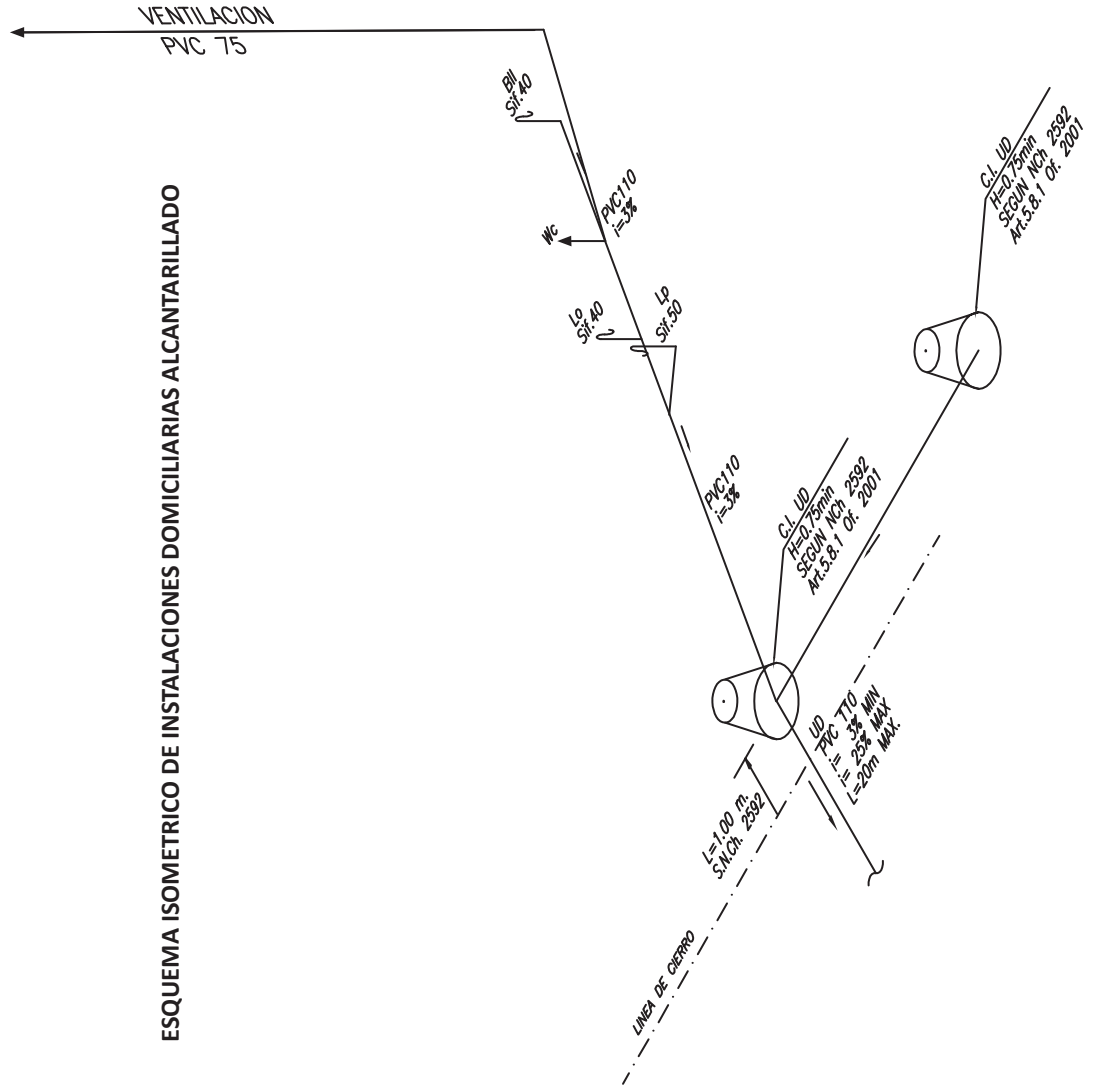 VENTILACION
PVC 75
ESQUEMA ISOMETRICO DE INSTALACIONES DOMICILIARIAS ALCANTARILLADO
Bll
Sif.40
PVC110
i=3%
Wc
Lo
Sif.40
Lp
Sif.50
PVC110
i=3%
C.I. UD
H=0.75min
SEGUN NCh 2592
Art.5.8.1 Of. 2001
C.I. UD
H=0.75min
SEGUN NCh 2592
Art.5.8.1 Of. 2001
UD
PVC 110
i= 3% MIN
i= 25% MAX
L=20m MAX.
L=1.00 m.
S.N.Ch. 2592
LINEA DE CIERRO